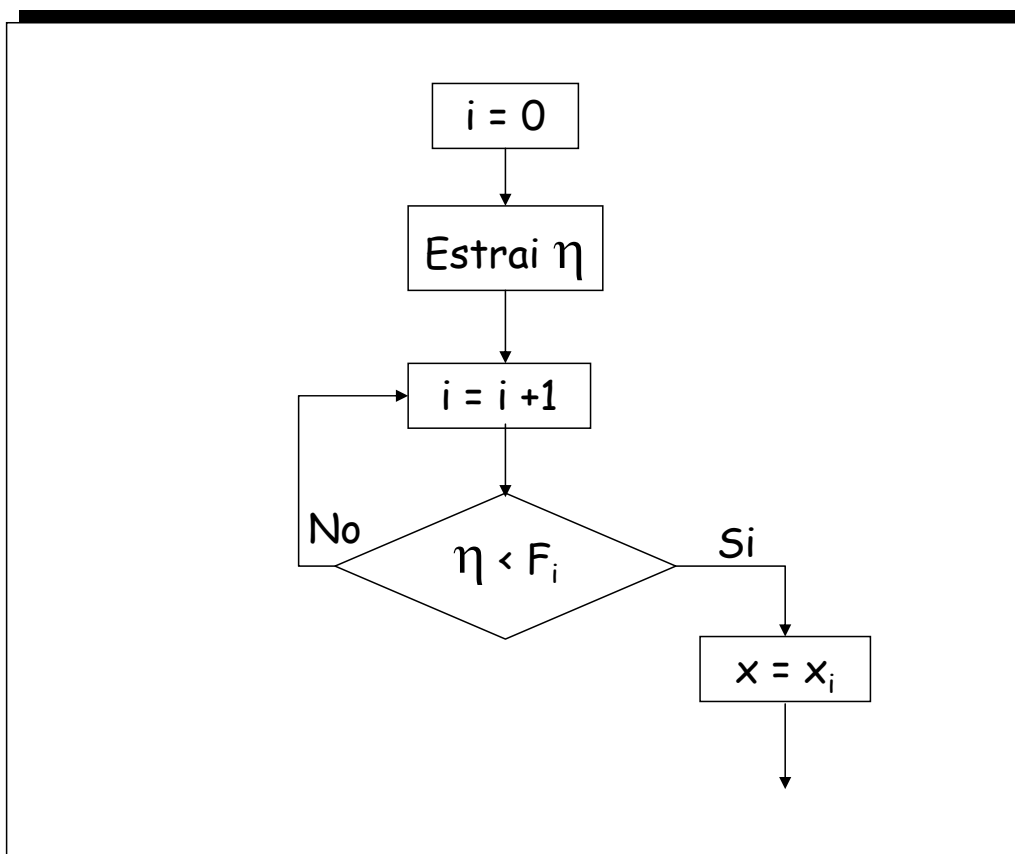 i = 0
Estrai η
i = i +1
No
η < Fᵢ
Si
x = xᵢ